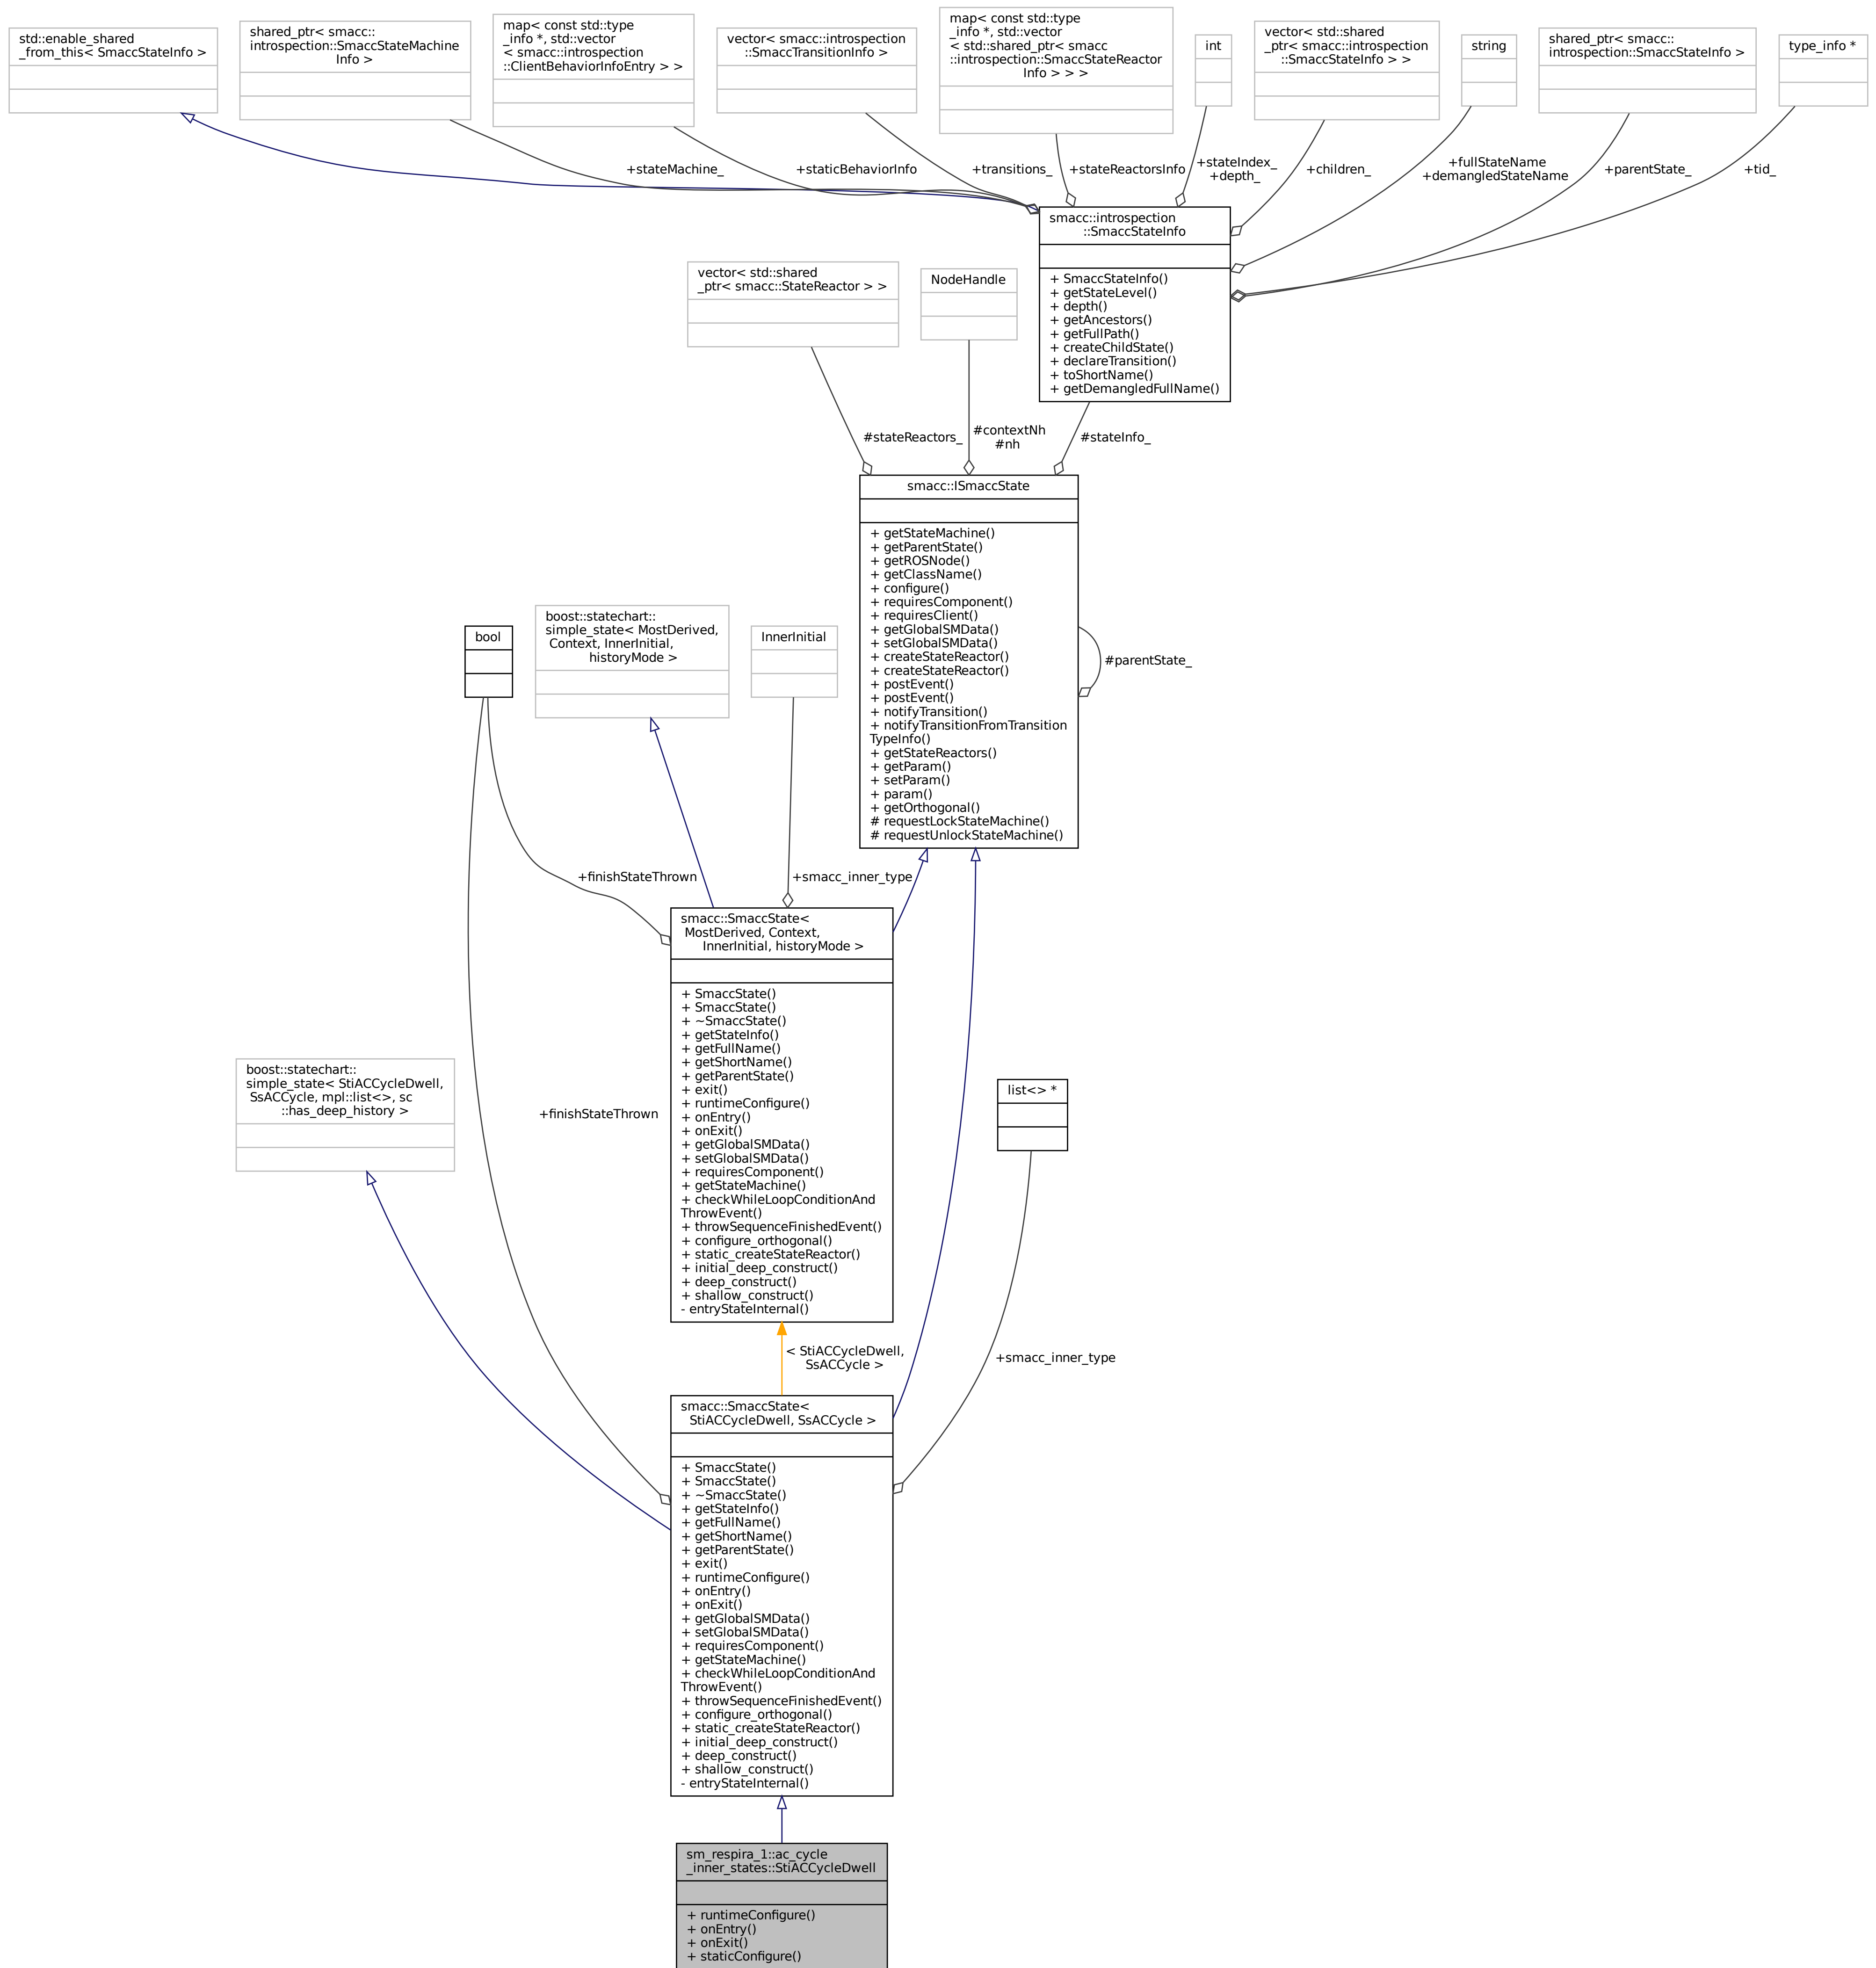 std::enable_shared
_from_this< SmaccStateInfo >
shared_ptr< smacc::
introspection::SmaccStateMachine
Info >
map< const std::type
_info *, std::vector
< smacc::introspection
::ClientBehaviorInfoEntry > >
vector< smacc::introspection
::SmaccTransitionInfo >
map< const std::type
_info *, std::vector
< std::shared_ptr< smacc
::introspection::SmaccStateReactor
Info > > >
int
vector< std::shared
_ptr< smacc::introspection
::SmaccStateInfo > >
string
shared_ptr< smacc::
introspection::SmaccStateInfo >
type_info *
+stateMachine_
+staticBehaviorInfo
+transitions_
+stateReactorsInfo
+stateIndex_
+depth_
+children_
+fullStateName
+demangledStateName
+parentState_
+tid_
smacc::introspection
::SmaccStateInfo
+ SmaccStateInfo()
+ getStateLevel()
+ depth()
+ getAncestors()
+ getFullPath()
+ createChildState()
+ declareTransition()
+ toShortName()
+ getDemangledFullName()
vector< std::shared
_ptr< smacc::StateReactor > >
NodeHandle
#stateReactors_
#contextNh
#nh
#stateInfo_
smacc::ISmaccState
+ getStateMachine()
+ getParentState()
+ getROSNode()
+ getClassName()
+ configure()
+ requiresComponent()
+ requiresClient()
+ getGlobalSMData()
+ setGlobalSMData()
+ createStateReactor()
+ createStateReactor()
+ postEvent()
+ postEvent()
+ notifyTransition()
+ notifyTransitionFromTransition
TypeInfo()
+ getStateReactors()
+ getParam()
+ setParam()
+ param()
+ getOrthogonal()
# requestLockStateMachine()
# requestUnlockStateMachine()
#parentState_
bool
boost::statechart::
simple_state< MostDerived,
Context, InnerInitial,
historyMode >
InnerInitial
+finishStateThrown
+smacc_inner_type
smacc::SmaccState<
MostDerived, Context,
InnerInitial, historyMode >
+ SmaccState()
+ SmaccState()
+ ~SmaccState()
+ getStateInfo()
+ getFullName()
+ getShortName()
+ getParentState()
+ exit()
+ runtimeConfigure()
+ onEntry()
+ onExit()
+ getGlobalSMData()
+ setGlobalSMData()
+ requiresComponent()
+ getStateMachine()
+ checkWhileLoopConditionAnd
ThrowEvent()
+ throwSequenceFinishedEvent()
+ configure_orthogonal()
+ static_createStateReactor()
+ initial_deep_construct()
+ deep_construct()
+ shallow_construct()
- entryStateInternal()
boost::statechart::
simple_state< StiACCycleDwell,
SsACCycle, mpl::list<>, sc
::has_deep_history >
+finishStateThrown
list<> *
< StiACCycleDwell,
SsACCycle >
+smacc_inner_type
smacc::SmaccState<
StiACCycleDwell, SsACCycle >
+ SmaccState()
+ SmaccState()
+ ~SmaccState()
+ getStateInfo()
+ getFullName()
+ getShortName()
+ getParentState()
+ exit()
+ runtimeConfigure()
+ onEntry()
+ onExit()
+ getGlobalSMData()
+ setGlobalSMData()
+ requiresComponent()
+ getStateMachine()
+ checkWhileLoopConditionAnd
ThrowEvent()
+ throwSequenceFinishedEvent()
+ configure_orthogonal()
+ static_createStateReactor()
+ initial_deep_construct()
+ deep_construct()
+ shallow_construct()
- entryStateInternal()
sm_respira_1::ac_cycle
_inner_states::StiACCycleDwell
+ runtimeConfigure()
+ onEntry()
+ onExit()
+ staticConfigure()